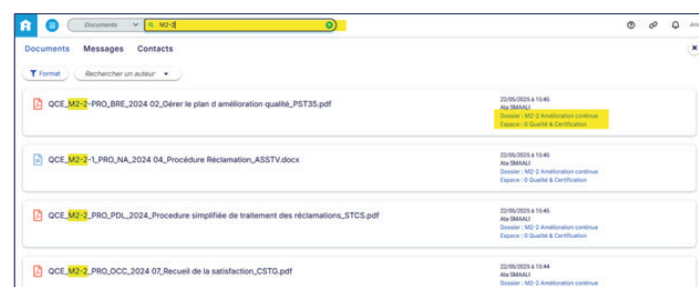 Documents M2-2
Documents Messages Contacts
Format Rechercher un auteur
QCE_M2-2-PRO_BRE_2024 02_Gérer le plan d amélioration qualité_PST35.pdf
22/05/2025 à 15:45
Ata SMAALI
Dossier : M2-2 Amélioration continue
Espace : 0 Qualité & Certification
QCE_M2-2-1_PRO_NA_2024 04_Procédure Réclamation_ASSTV.docx
22/05/2025 à 15:45
Ata SMAALI
Dossier : M2-2 Amélioration continue
Espace : 0 Qualité & Certification
QCE_M2-2_PRO_PDL_2024_Procedure simplifiée de traitement des réclamations_STCS.pdf
22/05/2025 à 15:45
Ata SMAALI
Dossier : M2-2 Amélioration continue
Espace : 0 Qualité & Certification
QCE_M2-2_PRO_OCC_2024 07_Recueil de la satisfaction_CSTG.pdf
22/05/2025 à 15:44
Ata SMAALI
Dossier : M2-2 Amélioration continue